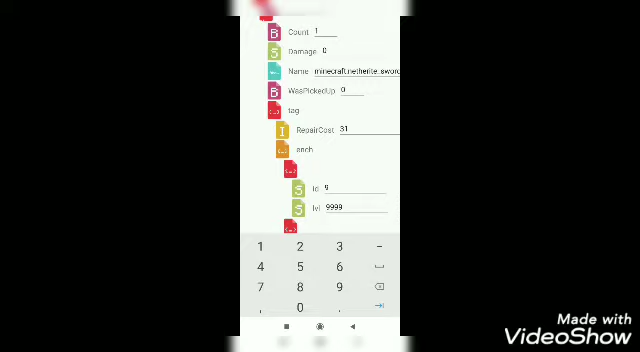 B Count 1
S Damage 0
Name minecraft:netherite_sword
B WasPickedUp 0
{...} tag
I RepairCost 31
{...} ench
{...}
S id 9
S lvl 9999
{...}
1 2 3 -
4 5 6
7 8 9
, 0 .
Made with
VideoShow